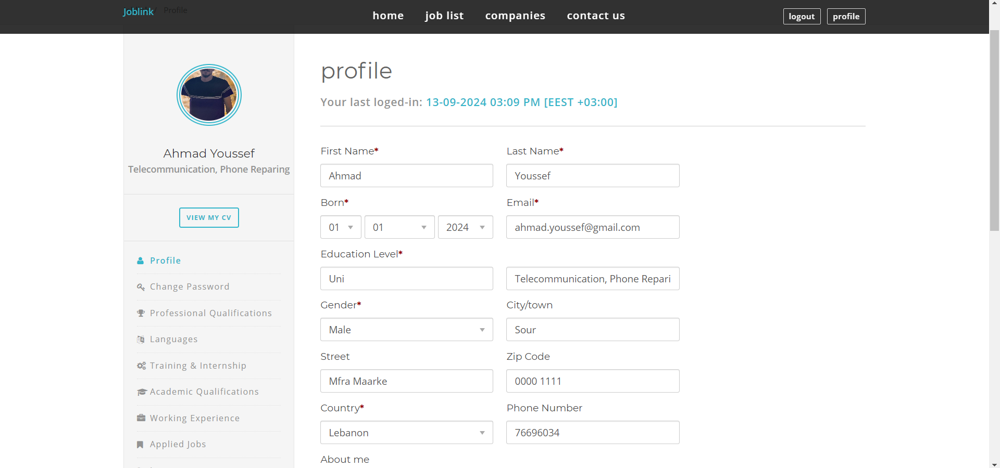 Joblink / Profile
home job list companies contact us
logout profile
Ahmad Youssef
Telecommunication, Phone Reparing
VIEW MY CV
Profile
Change Password
Professional Qualifications
Languages
Training & Internship
Academic Qualifications
Working Experience
Applied Jobs
profile
Your last loged-in: 13-09-2024 03:09 PM [EEST +03:00]
First Name* Last Name*
Ahmad Youssef
Born* Email*
01 01 2024 ahmad.youssef@gmail.com
Education Level*
Uni Telecommunication, Phone Repari
Gender* City/town
Male Sour
Street Zip Code
Mfra Maarke 0000 1111
Country* Phone Number
Lebanon 76696034
About me